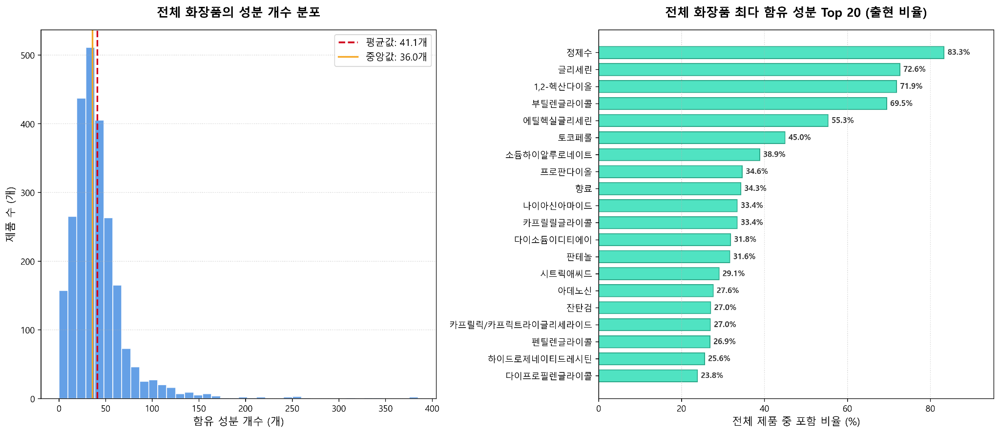 전체 화장품의 성분 개수 분포
평균값: 41.1개
중앙값: 36.0개
제품 수 (개)
500
400
300
200
100
0
0 50 100 150 200 250 300 350 400
함유 성분 개수 (개)
전체 화장품 최다 함유 성분 Top 20 (출현 비율)
정제수 83.3%
글리세린 72.6%
1,2-헥산다이올 71.9%
부틸렌글라이콜 69.5%
에틸헥실글리세린 55.3%
토코페롤 45.0%
소듐하이알루로네이트 38.9%
프로판다이올 34.6%
향료 34.3%
나이아신아마이드 33.4%
카프릴릴글라이콜 33.4%
다이소듐이디티에이 31.8%
판테놀 31.6%
시트릭애씨드 29.1%
아데노신 27.6%
잔탄검 27.0%
카프릴릭/카프릭트라이글리세라이드 27.0%
펜틸렌글라이콜 26.9%
하이드로제네이티드레시틴 25.6%
다이프로필렌글라이콜 23.8%
0 20 40 60 80
전체 제품 중 포함 비율 (%)